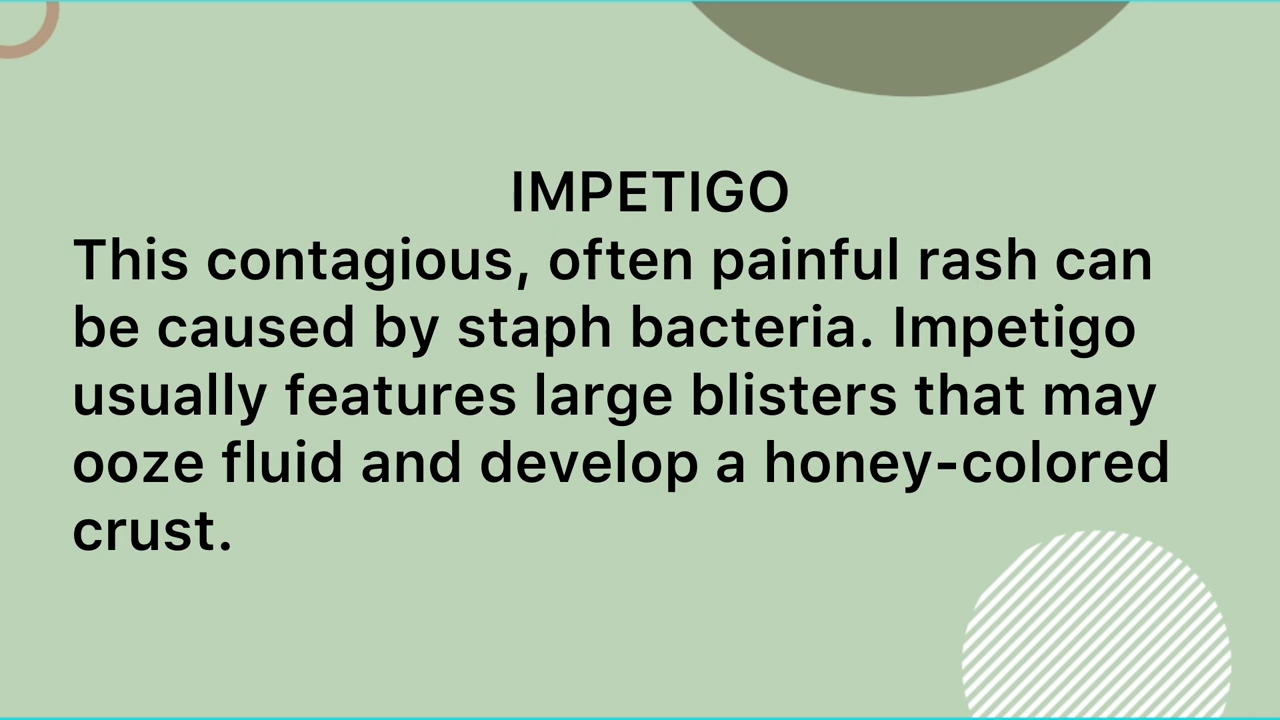 IMPETIGO
This contagious, often painful rash can
be caused by staph bacteria. Impetigo
usually features large blisters that may
ooze fluid and develop a honey-colored
crust.